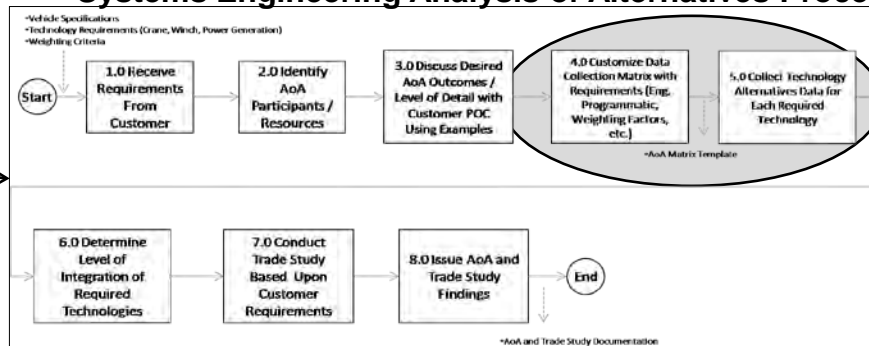 Systems Engineering Analysis of Alternatives Proce
•Vehicle Specifications
•Technology Requirements (Crane, Winch, Power Generation)
•Weighting Criteria
Start
1.0 Receive
Requirements
From
Customer
2.0 Identify
AoA
Participants /
Resources
3.0 Discuss Desired
AoA Outcomes /
Level of Detail with
Customer POC
Using Examples
4.0 Customize Data
Collection Matrix with
Requirements (Eng,
Programmatic,
Weighting Factors,
etc.)
5.0 Collect Technology
Alternatives Data for
Each Required
Technology
•AoA Matrix Template
6.0 Determine
Level of
Integration of
Required
Technologies
7.0 Conduct
Trade Study
Based Upon
Customer
Requirements
8.0 Issue AoA and
Trade Study
Findings
End
•AoA and Trade Study Documentation